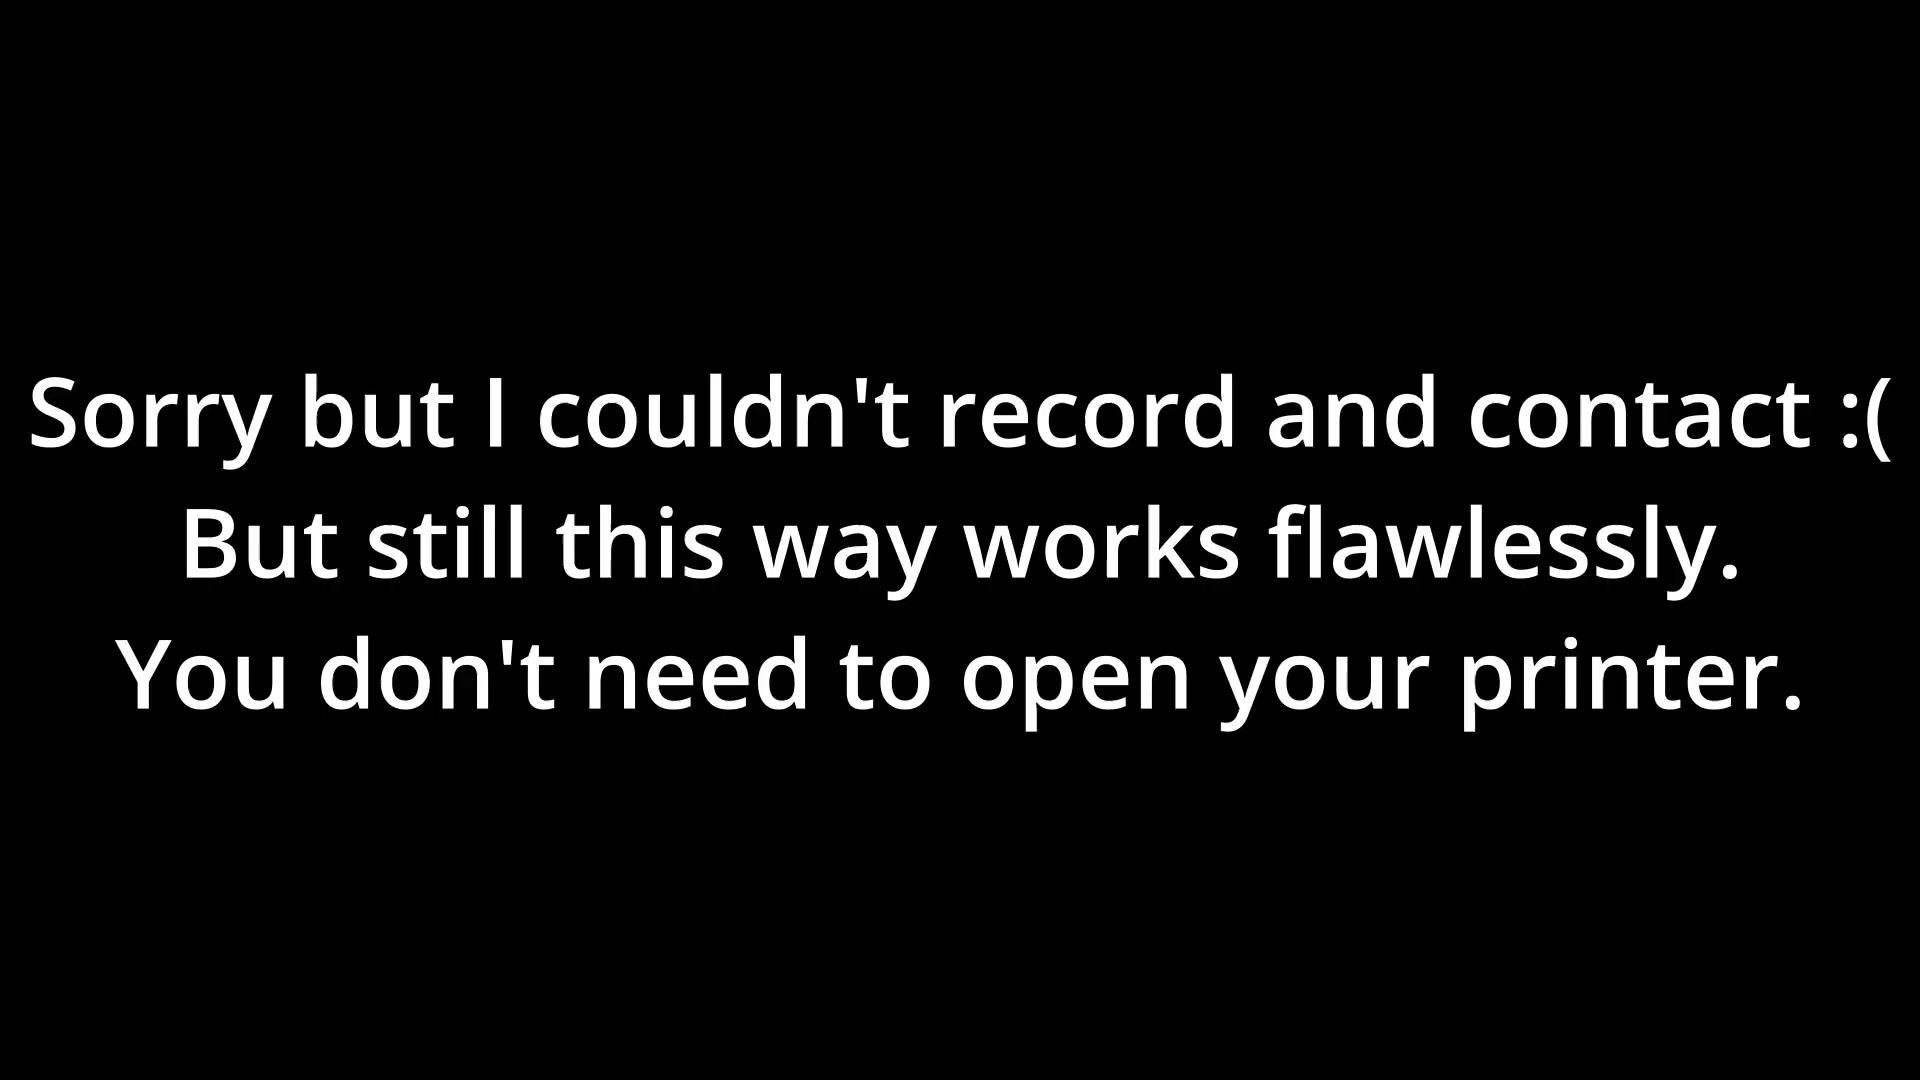 Sorry but I couldn't record and contact :(
But still this way works flawlessly.
You don't need to open your printer.